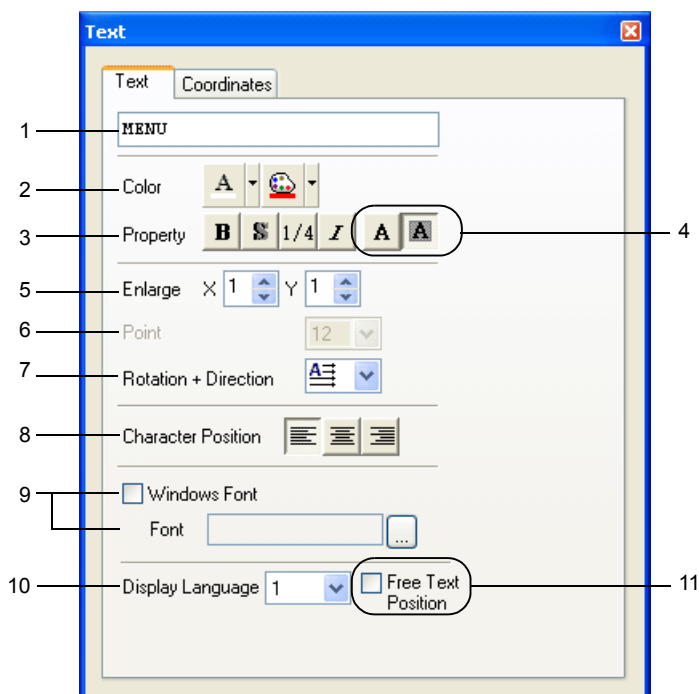 Text
Text Coordinates
1 MENU
2 Color A
3 Property B S 1/4 I A A 4
5 Enlarge X 1 Y 1
6 Point 12
7 Rotation + Direction A
8 Character Position
9 Windows Font
Font ...
10 Display Language 1 Free Text 11
Position